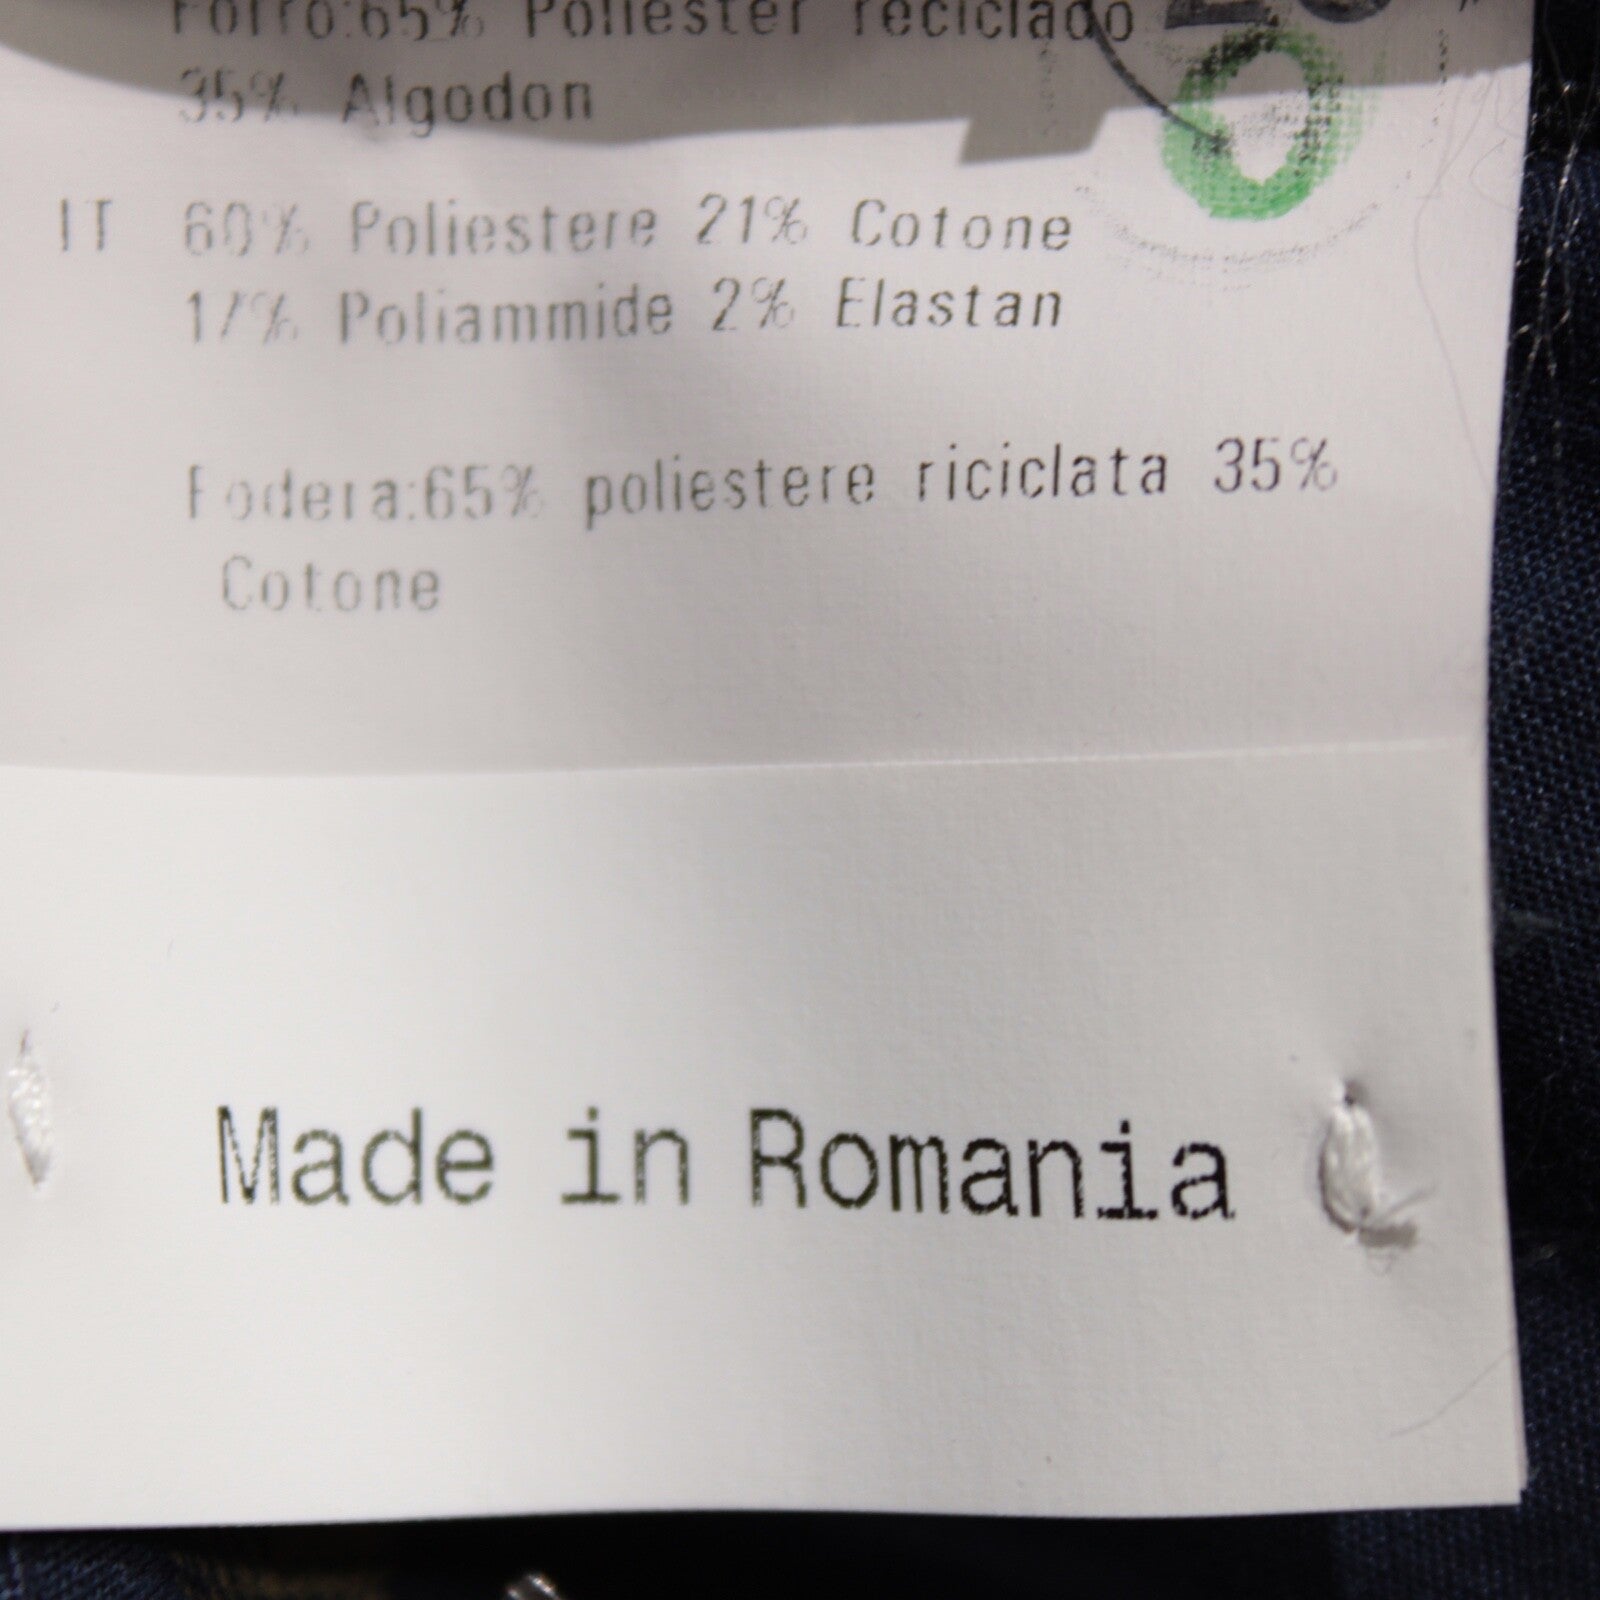 Forro:65% Poliester reciclado
35% Algodon
IT 60% Poliestere 21% Cotone
17% Poliammide 2% Elastan
Fodera:65% poliestere riciclata 35%
Cotone
Made in Romania